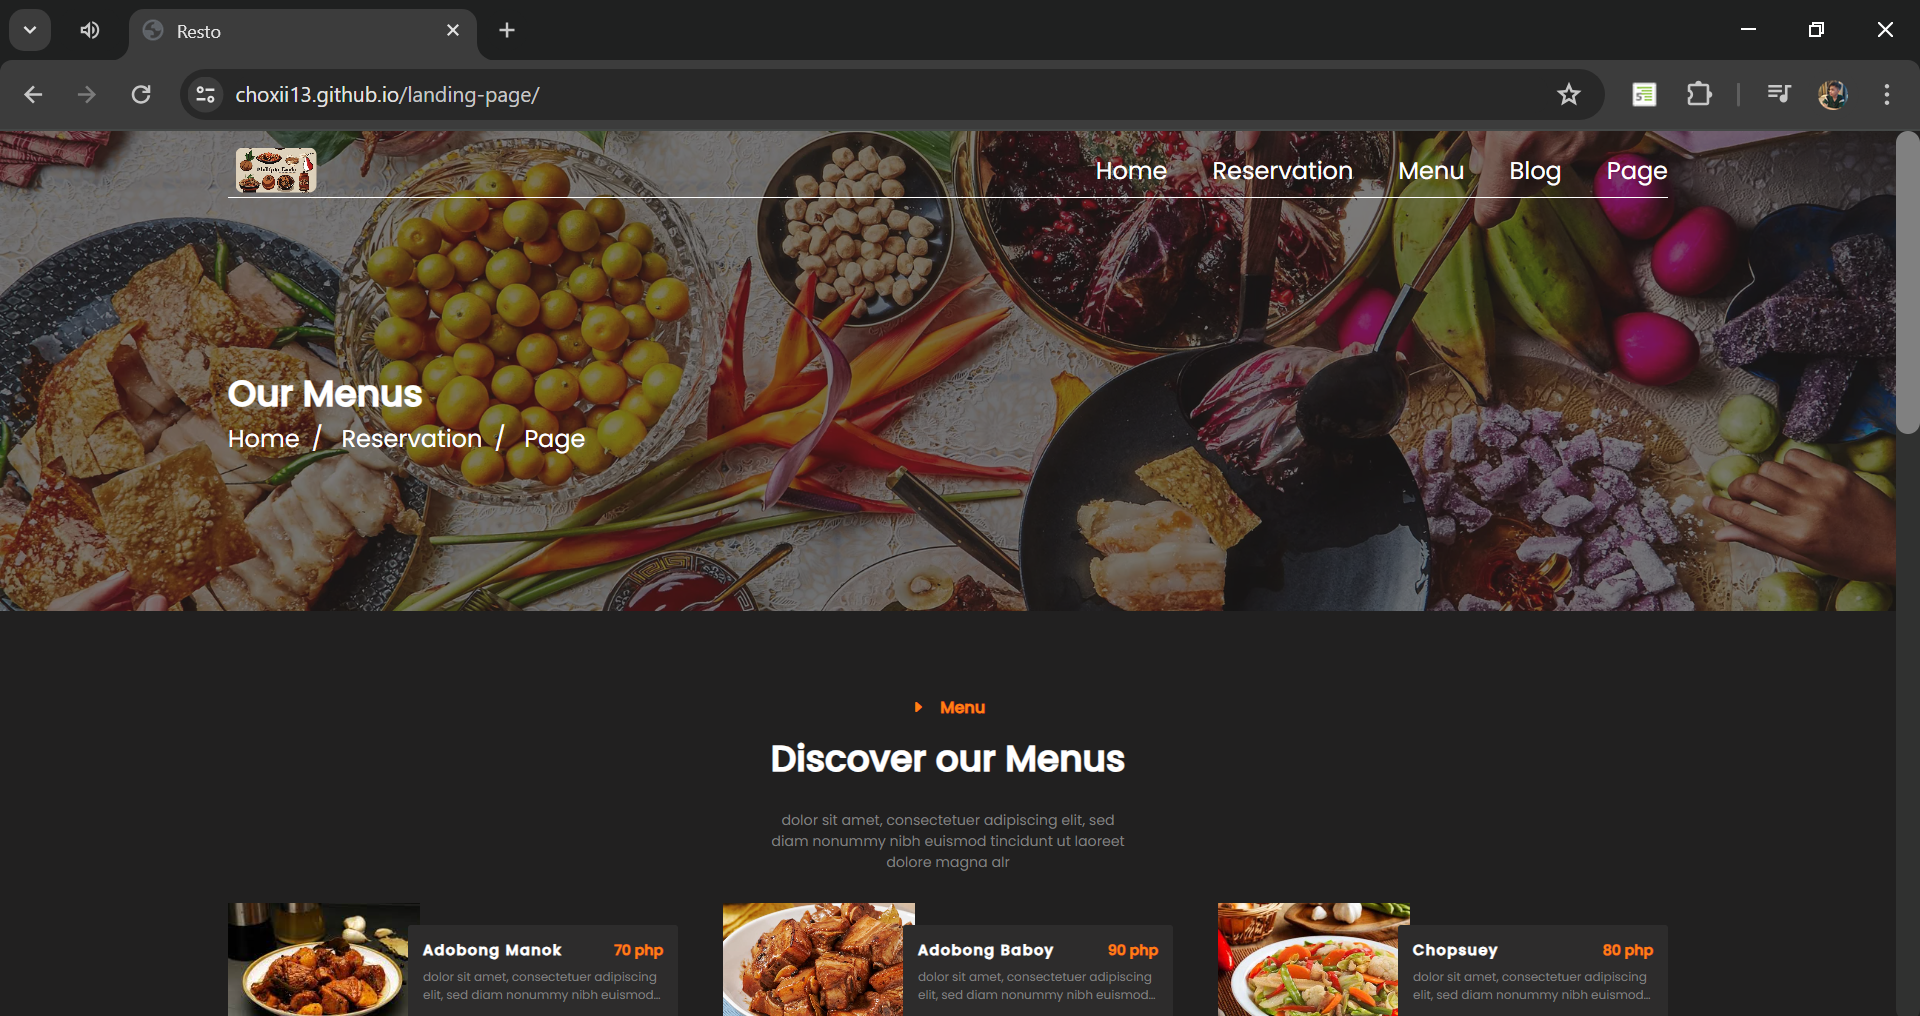 Resto
choxii13.github.io/landing-page/
Home Reservation Menu Blog Page
Our Menus
Home / Reservation / Page
Menu
Discover our Menus
dolor sit amet, consectetuer adipiscing elit, sed
diam nonummy nibh euismod tincidunt ut laoreet
dolore magna alr
Adobong Manok 70 php
dolor sit amet, consectetuer adipiscing
elit, sed diam nonummy nibh euismod...
Adobong Baboy 90 php
dolor sit amet, consectetuer adipiscing
elit, sed diam nonummy nibh euismod...
Chopsuey 80 php
dolor sit amet, consectetuer adipiscing
elit, sed diam nonummy nibh euismod...